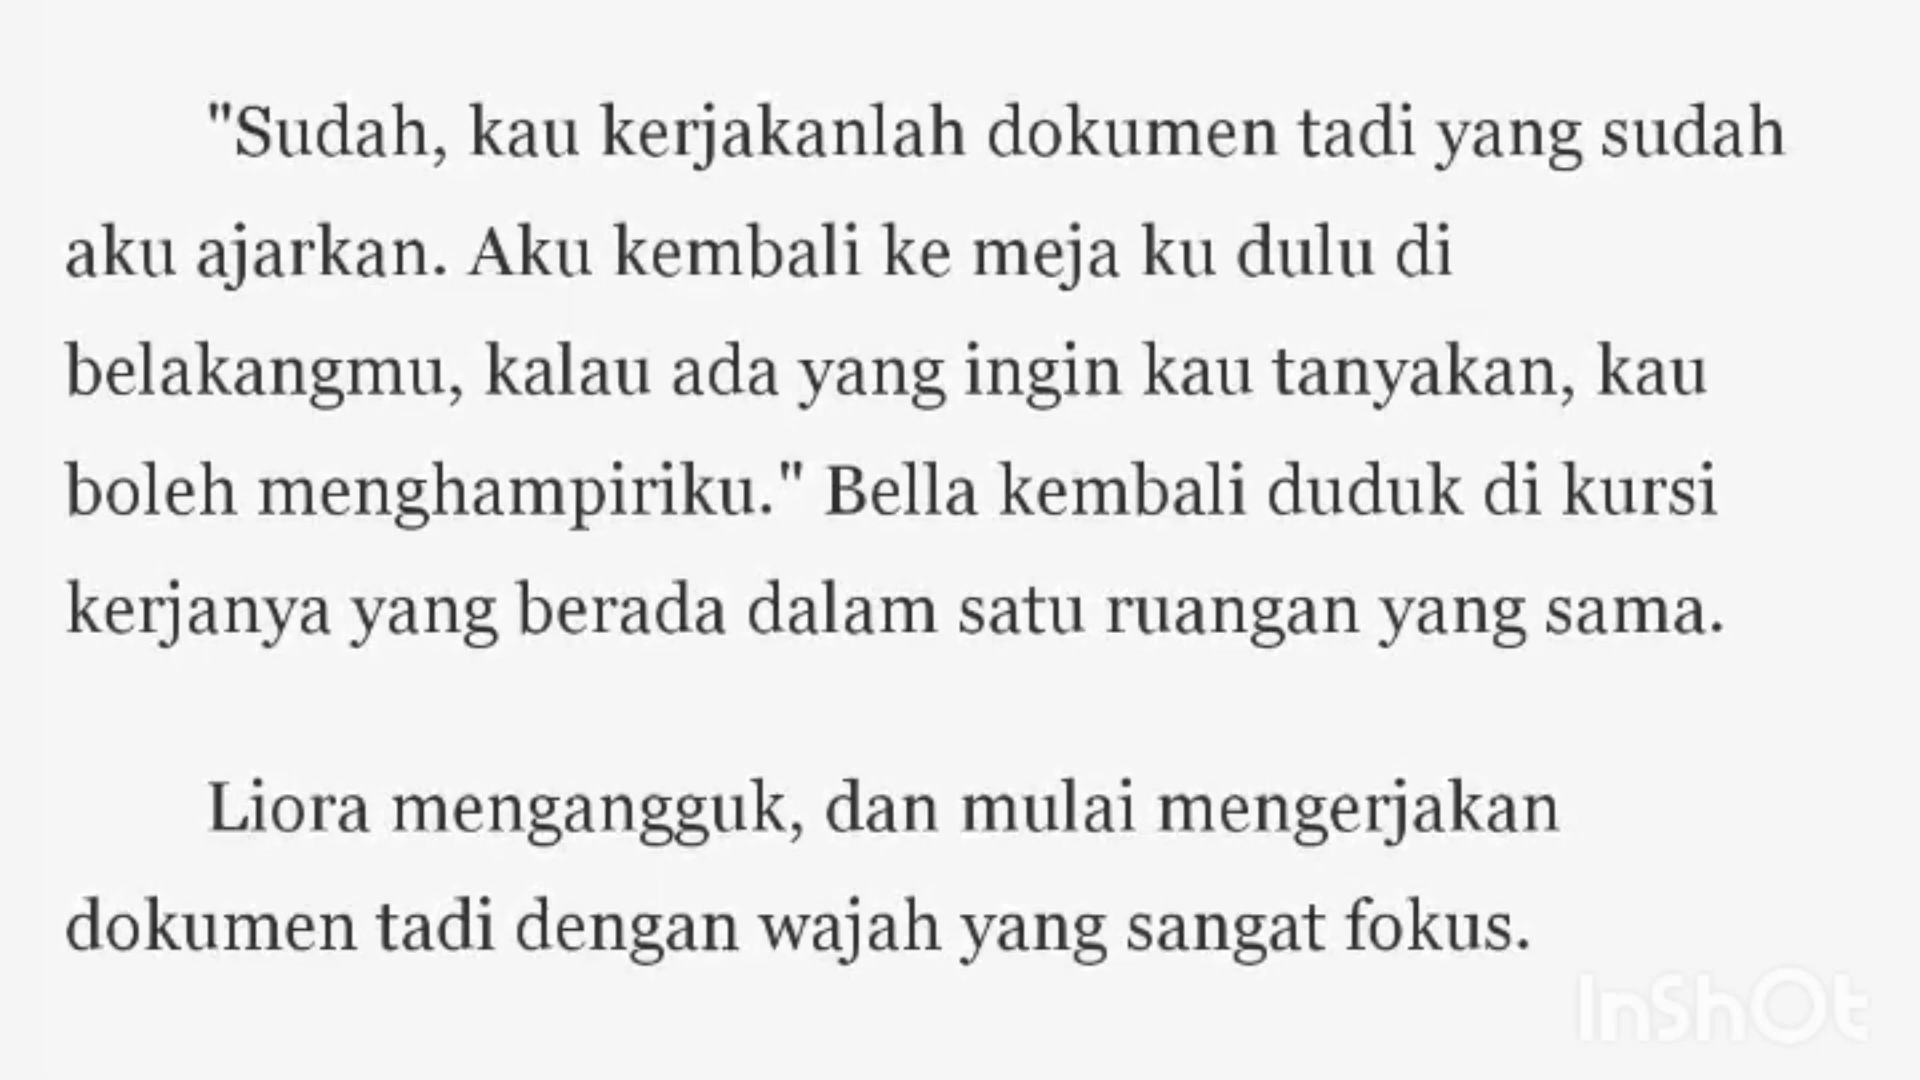 "Sudah, kau kerjakanlah dokumen tadi yang sudah
aku ajarkan. Aku kembali ke meja ku dulu di
belakangmu, kalau ada yang ingin kau tanyakan, kau
boleh menghampiriku." Bella kembali duduk di kursi
kerjanya yang berada dalam satu ruangan yang sama.
Liora mengangguk, dan mulai mengerjakan
dokumen tadi dengan wajah yang sangat fokus.
InShOt